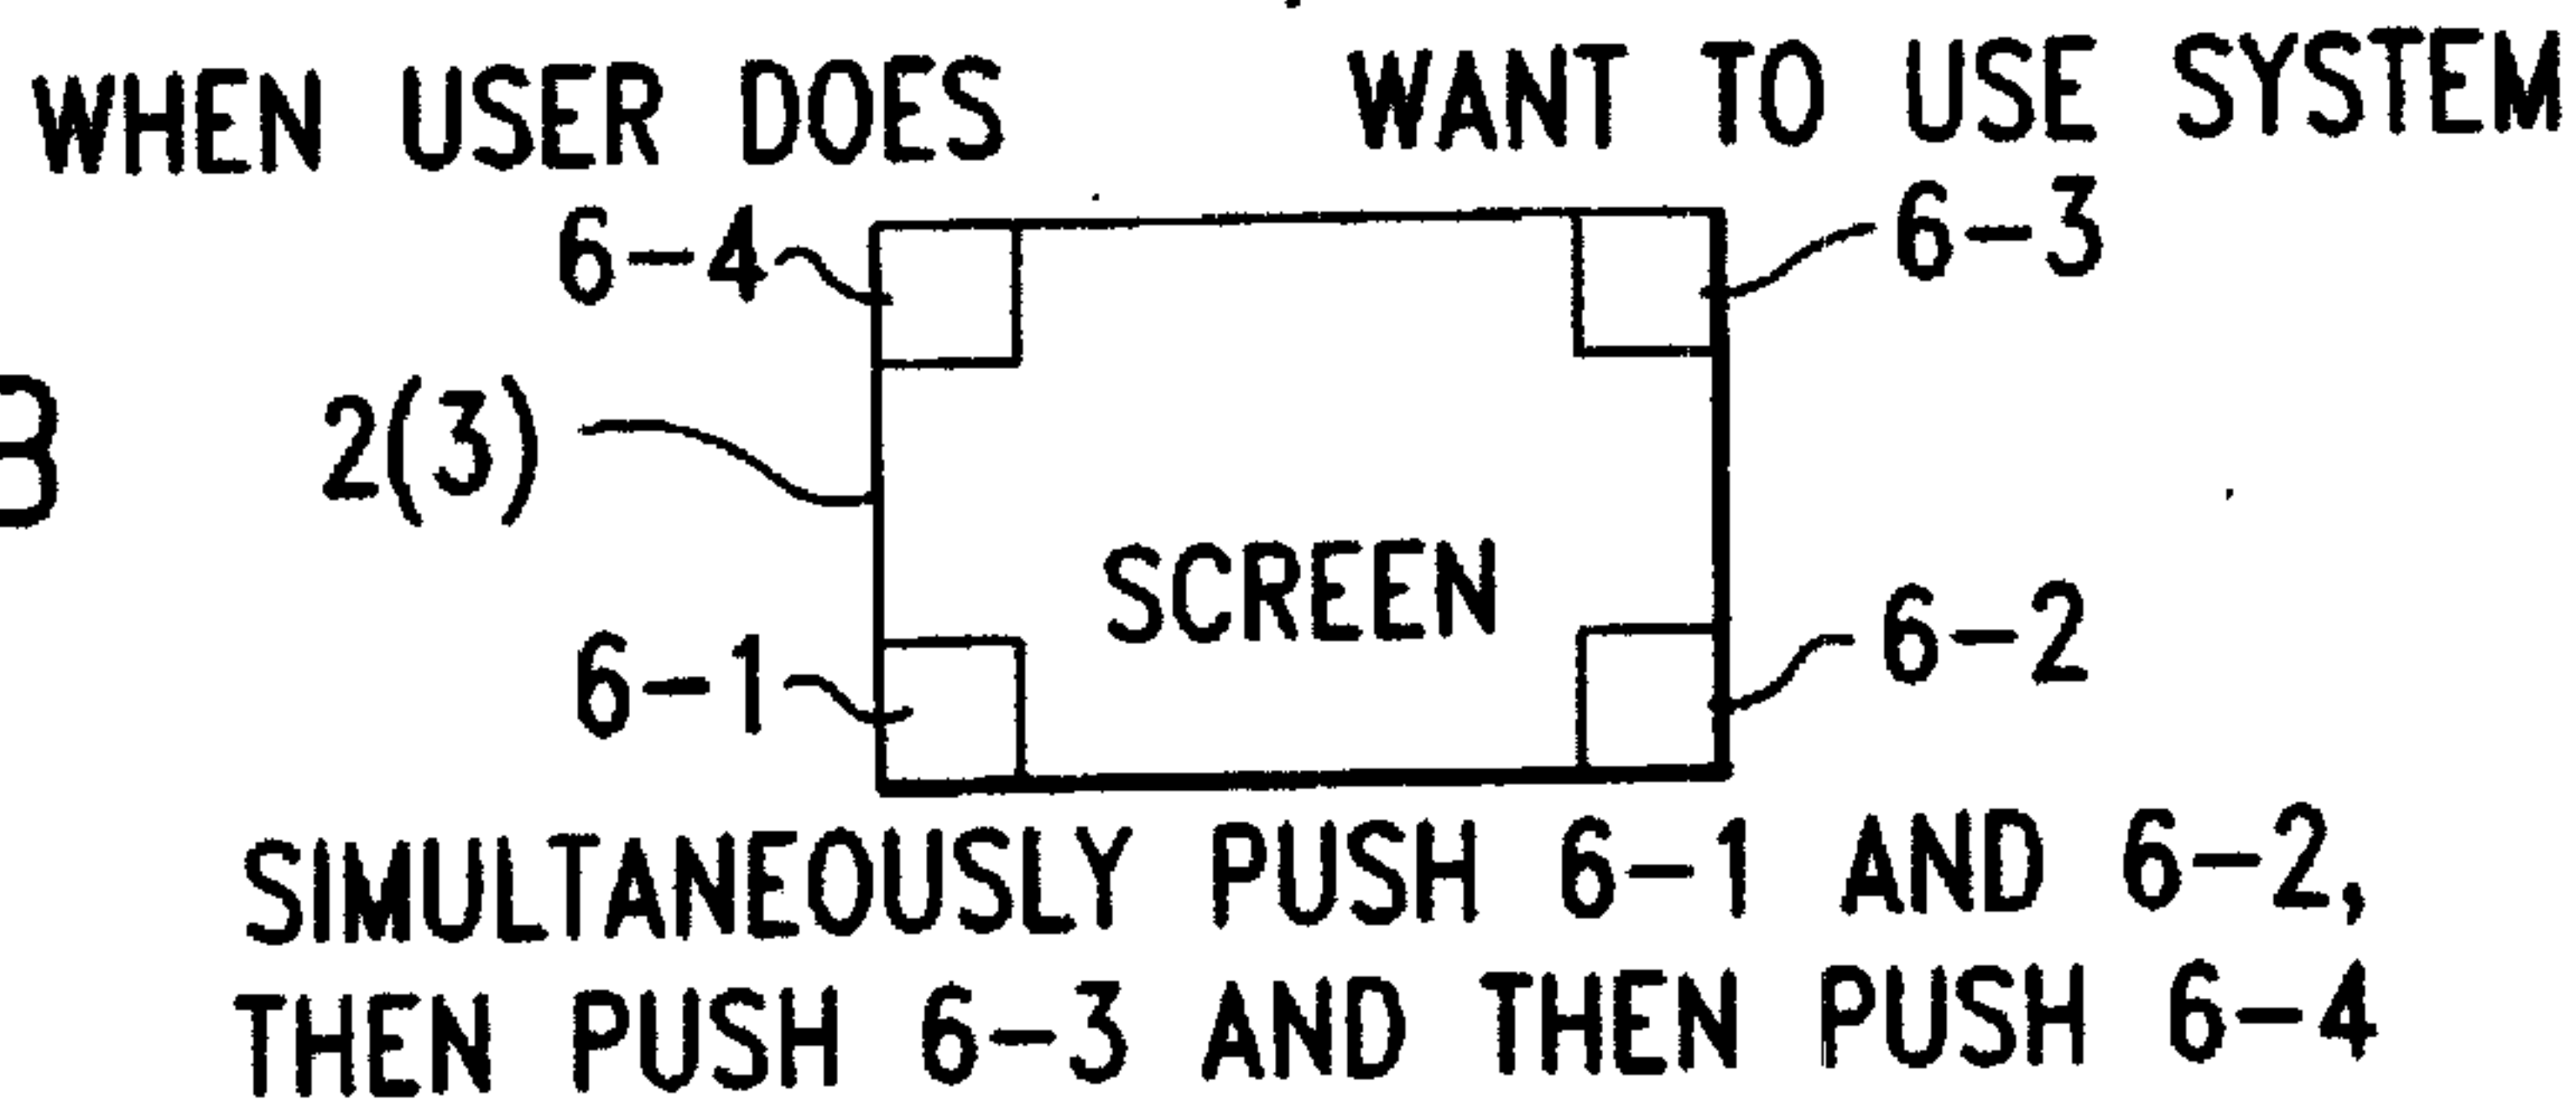 WHEN USER DOES WANT TO USE SYSTEM
6-4
6-3
B
2(3)
SCREEN
6-1
6-2
SIMULTANEOUSLY PUSH 6-1 AND 6-2,
THEN PUSH 6-3 AND THEN PUSH 6-4